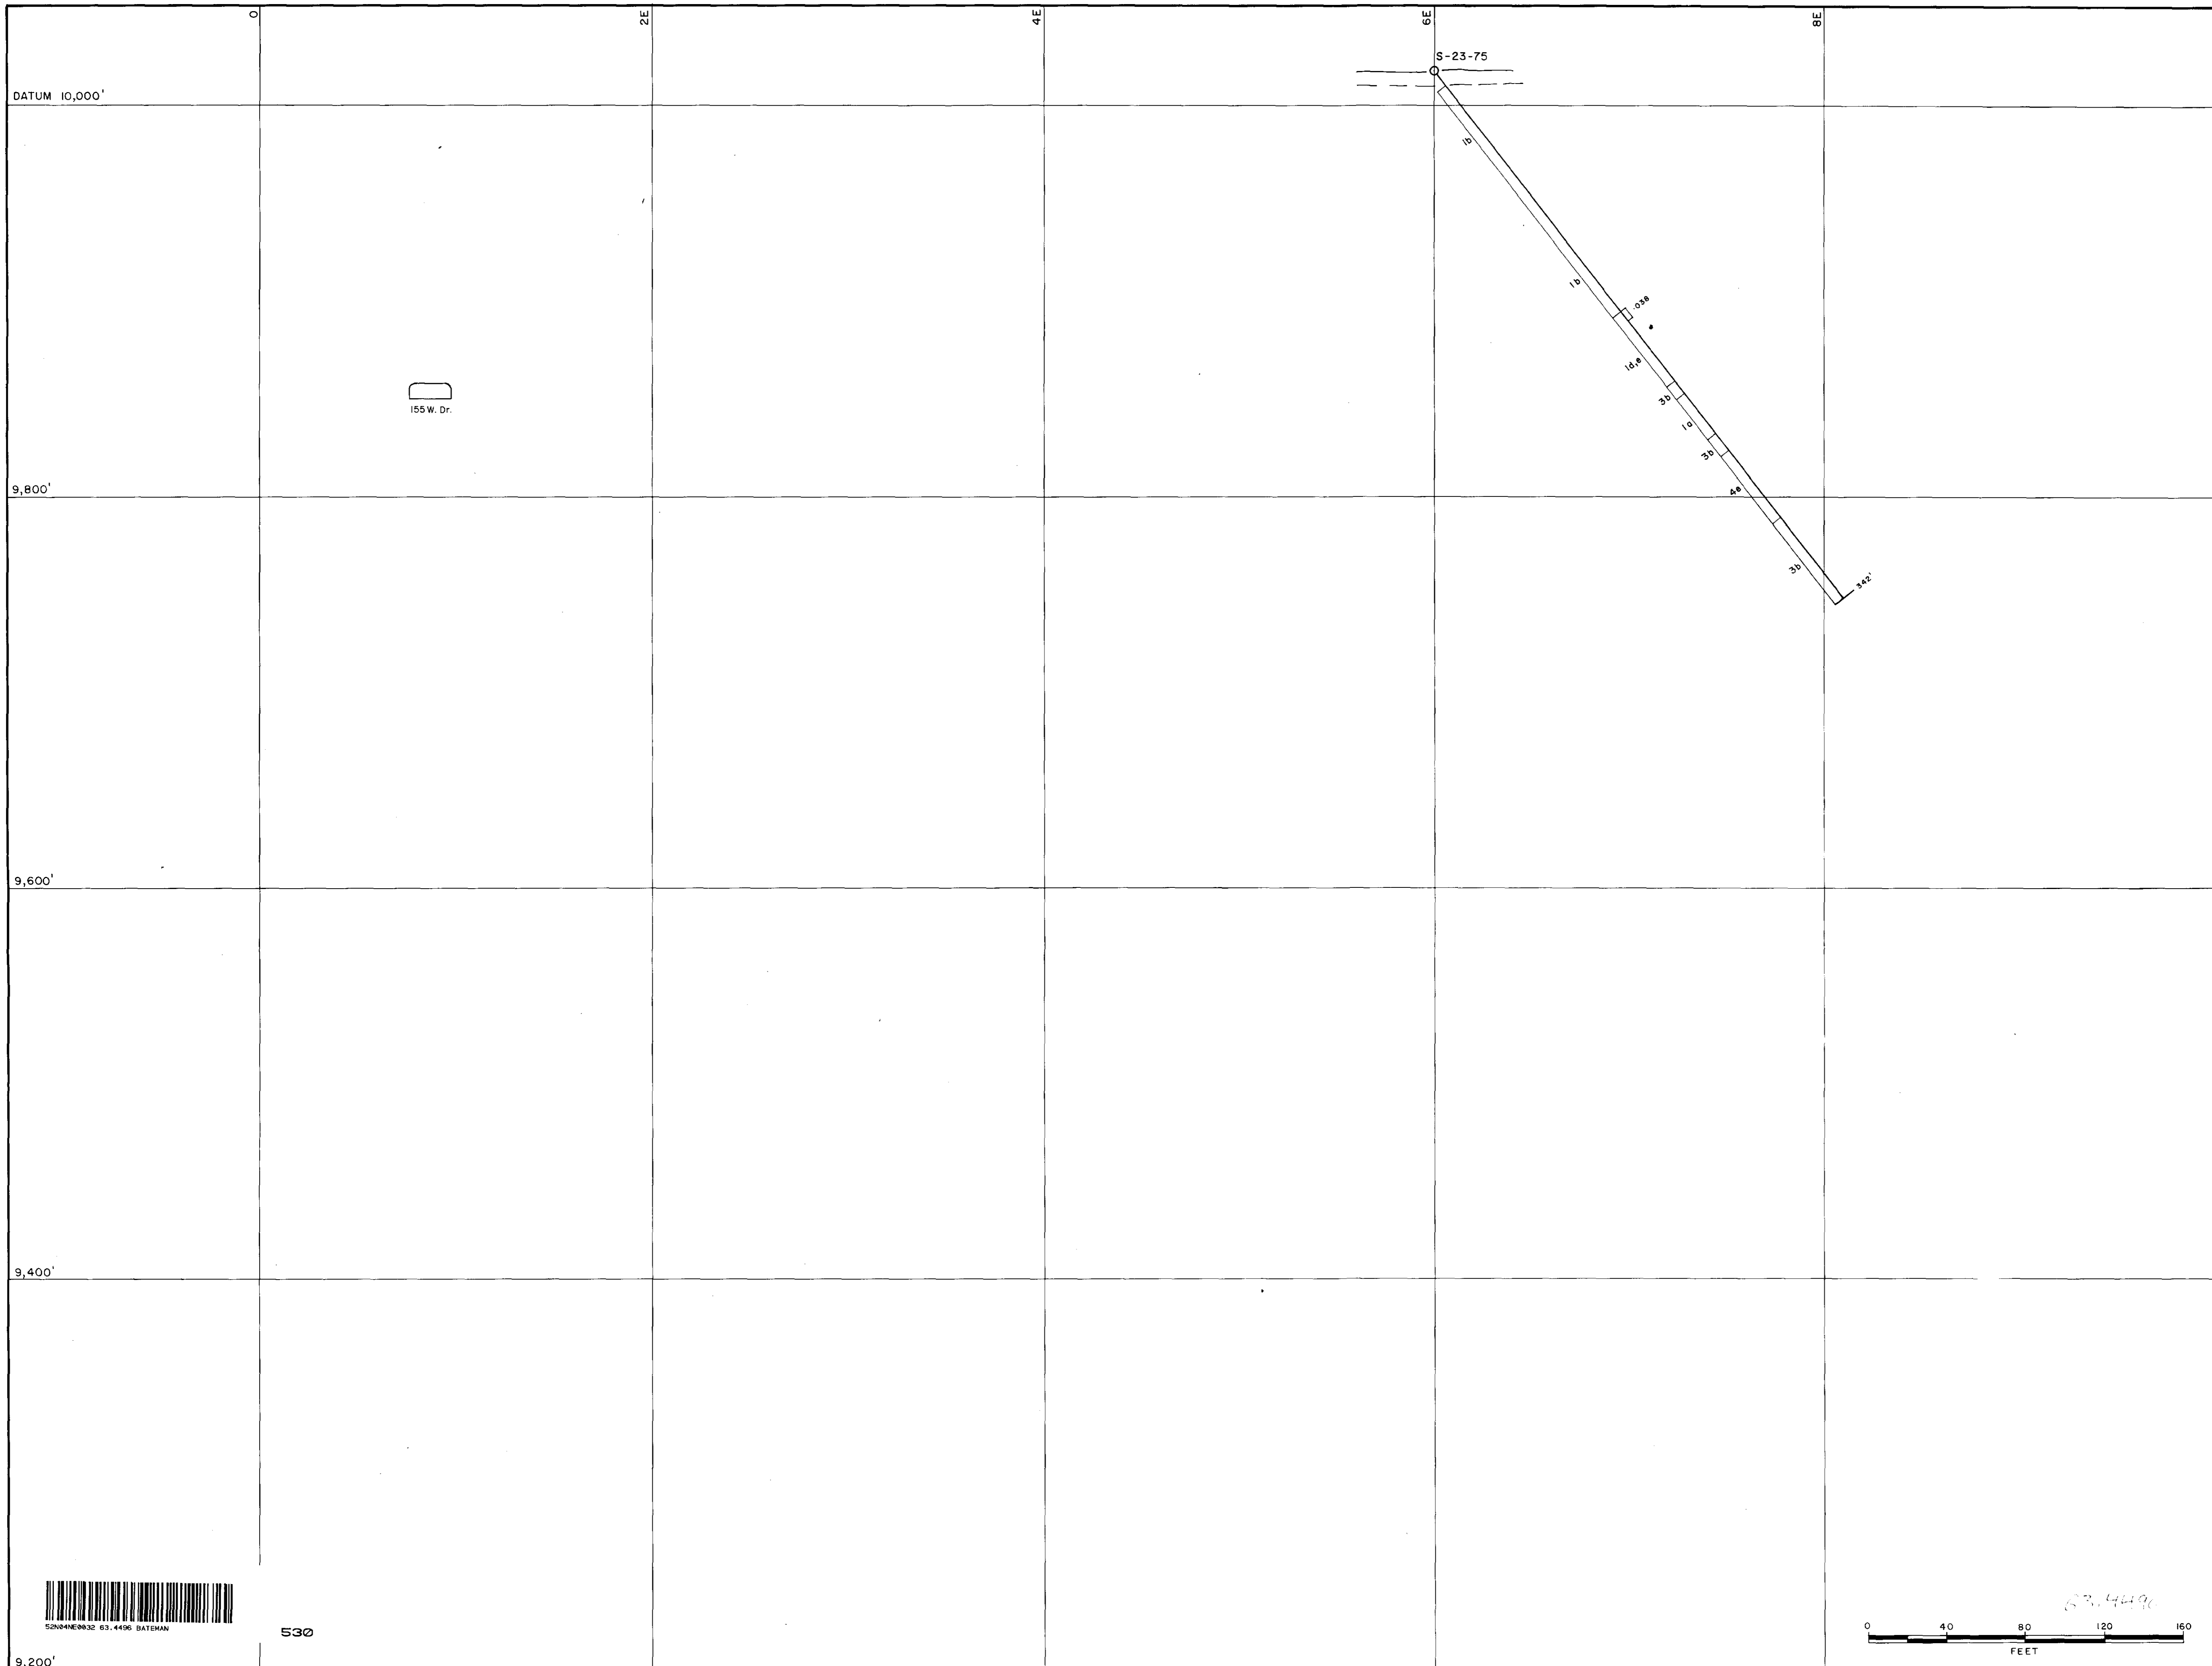 0
2E
4E
6E
8E
S-23-75
DATUM 10,000'
1b
1b
.038
1d,e
155 W. Dr.
3b
1a
3b
9,800'
4e
3b
342'
9,600'
9,400'
52N04NE0032 63.4496 BATEMAN
530
63.4496
0 40 80 120 160
FEET
9,200'